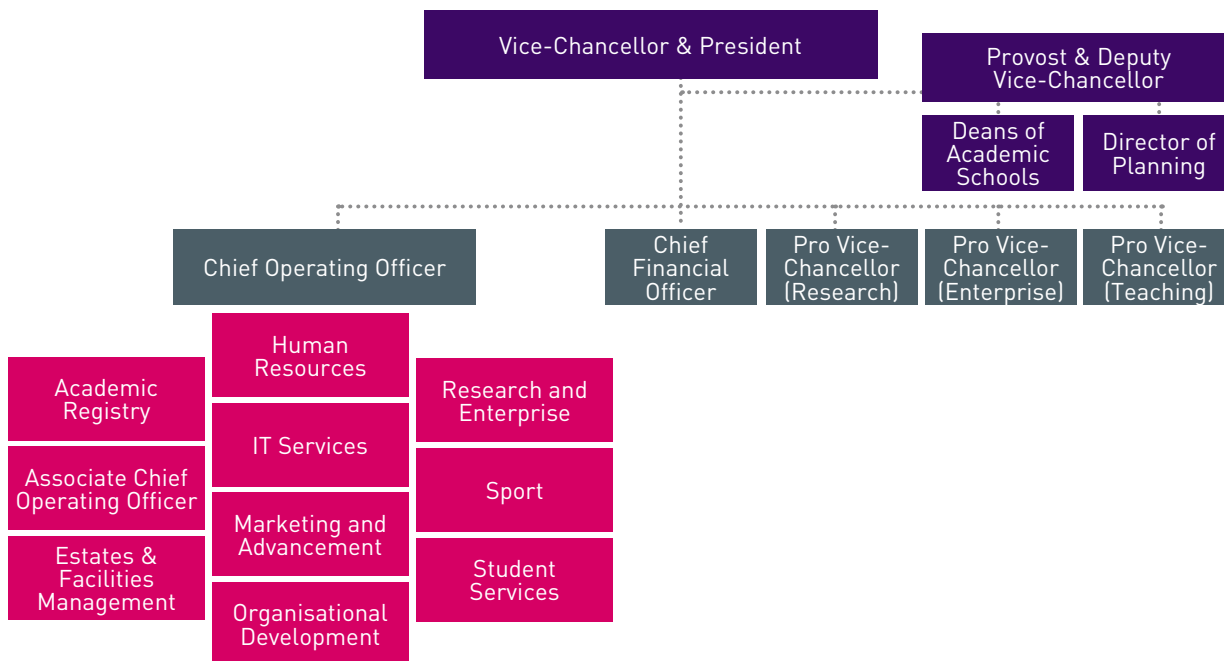 Vice-Chancellor & President
Provost & Deputy
Vice-Chancellor
Deans of
Academic
Schools
Director of
Planning
Chief Operating Officer
Chief
Financial
Officer
Pro Vice-
Chancellor
(Research)
Pro Vice-
Chancellor
(Enterprise)
Pro Vice-
Chancellor
(Teaching)
Academic
Registry
Associate Chief
Operating Officer
Estates &
Facilities
Management
Human
Resources
IT Services
Marketing and
Advancement
Organisational
Development
Research and
Enterprise
Sport
Student
Services